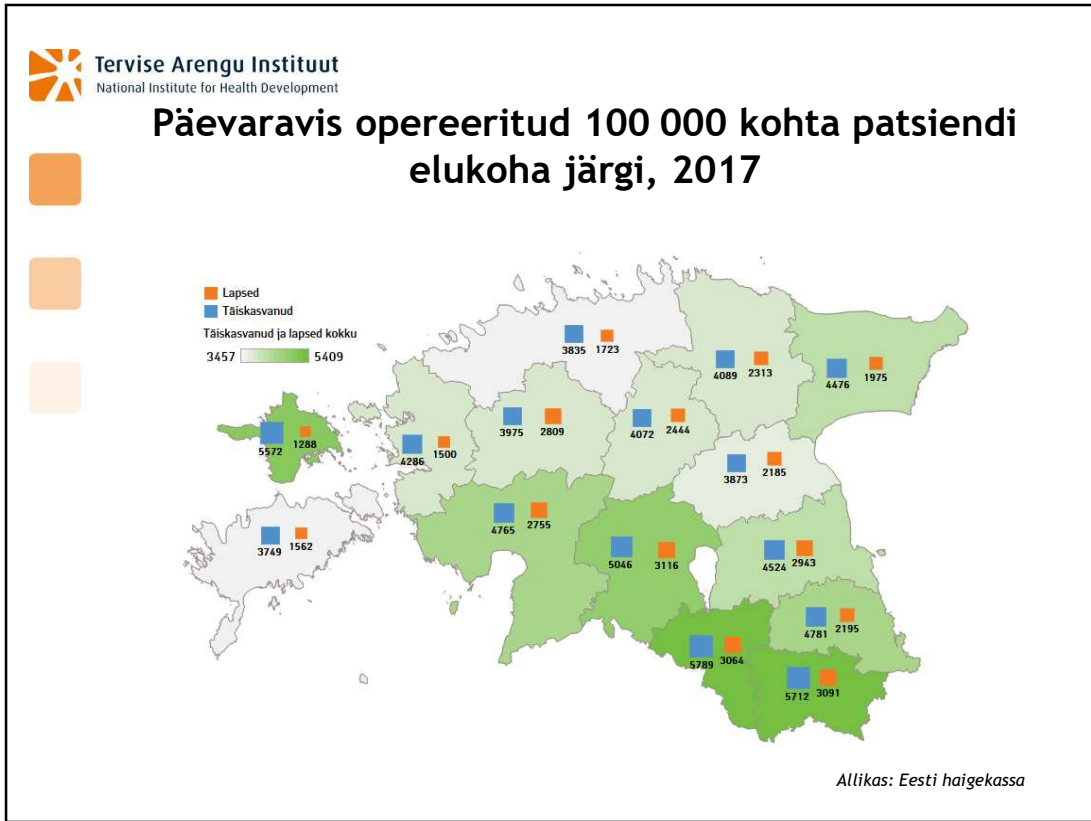 Tervise Arengu Instituut
National Institute for Health Development
Päevaravis opereeritud 100 000 kohta patsiendi
elukoha järgi, 2017
Lapsed
Täiskasvanud
Täiskasvanud ja lapsed kokku
3457 5409
3835 1723
4089 2313
4476 1975
5572 1288
4286 1500
3975 2809
4072 2444
3873 2185
3749 1562
4765 2755
5046 3116
4524 2943
4781 2195
5789 3064
5712 3091
Allikas: Eesti haigekassa